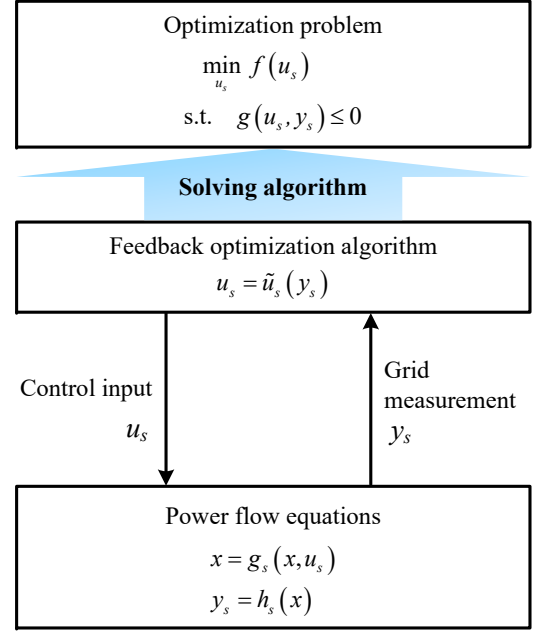 Optimization problem
min f(u_s)
u_s
s.t. g(u_s, y_s) ≤ 0
Solving algorithm
Feedback optimization algorithm
u_s = ũ_s(y_s)
Control input
u_s
Grid
measurement
y_s
Power flow equations
x = g_s(x, u_s)
y_s = h_s(x)